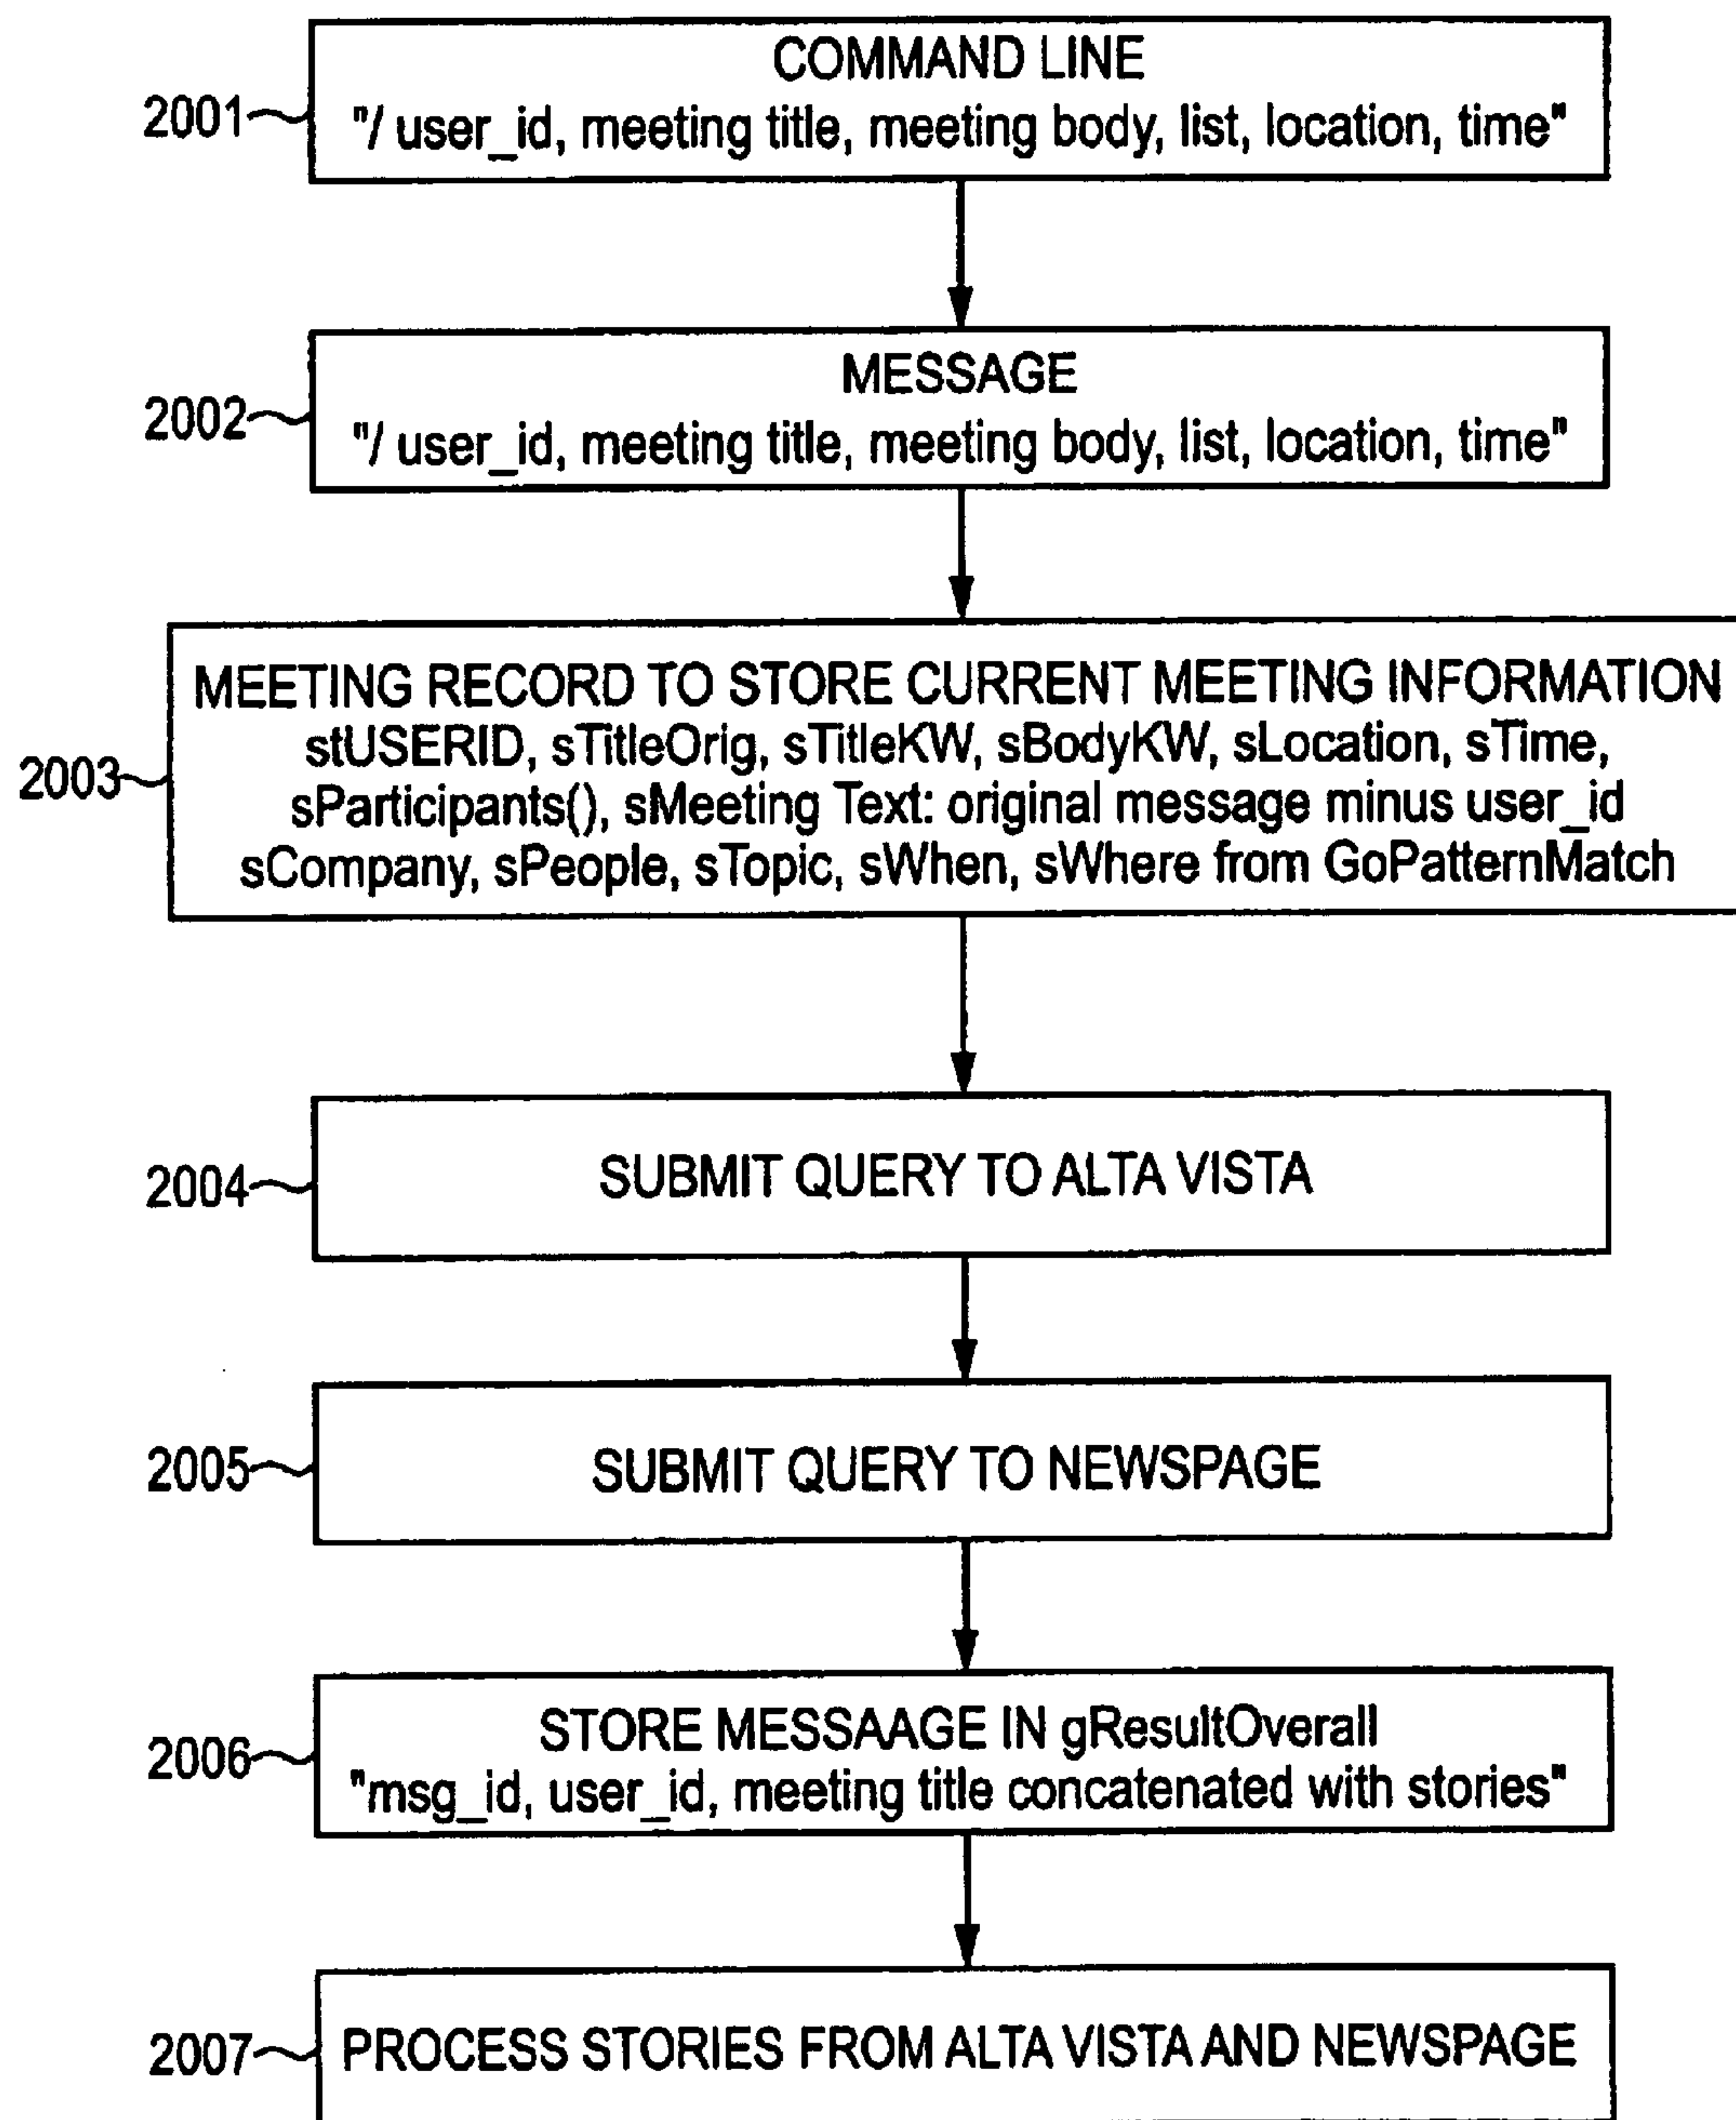 COMMAND LINE
2001
"/ user_id, meeting title, meeting body, list, location, time"
MESSAGE
2002
"/ user_id, meeting title, meeting body, list, location, time"
MEETING RECORD TO STORE CURRENT MEETING INFORMATION
stUSERID, sTitleOrig, sTitleKW, sBodyKW, sLocation, sTime,
2003
sParticipants(), sMeeting Text: original message minus user_id
sCompany, sPeople, sTopic, sWhen, sWhere from GoPatternMatch
2004
SUBMIT QUERY TO ALTA VISTA
2005
SUBMIT QUERY TO NEWSPAGE
STORE MESSAAGE IN gResultOverall
2006
"msg_id, user_id, meeting title concatenated with stories"
2007
PROCESS STORIES FROM ALTA VISTA AND NEWSPAGE